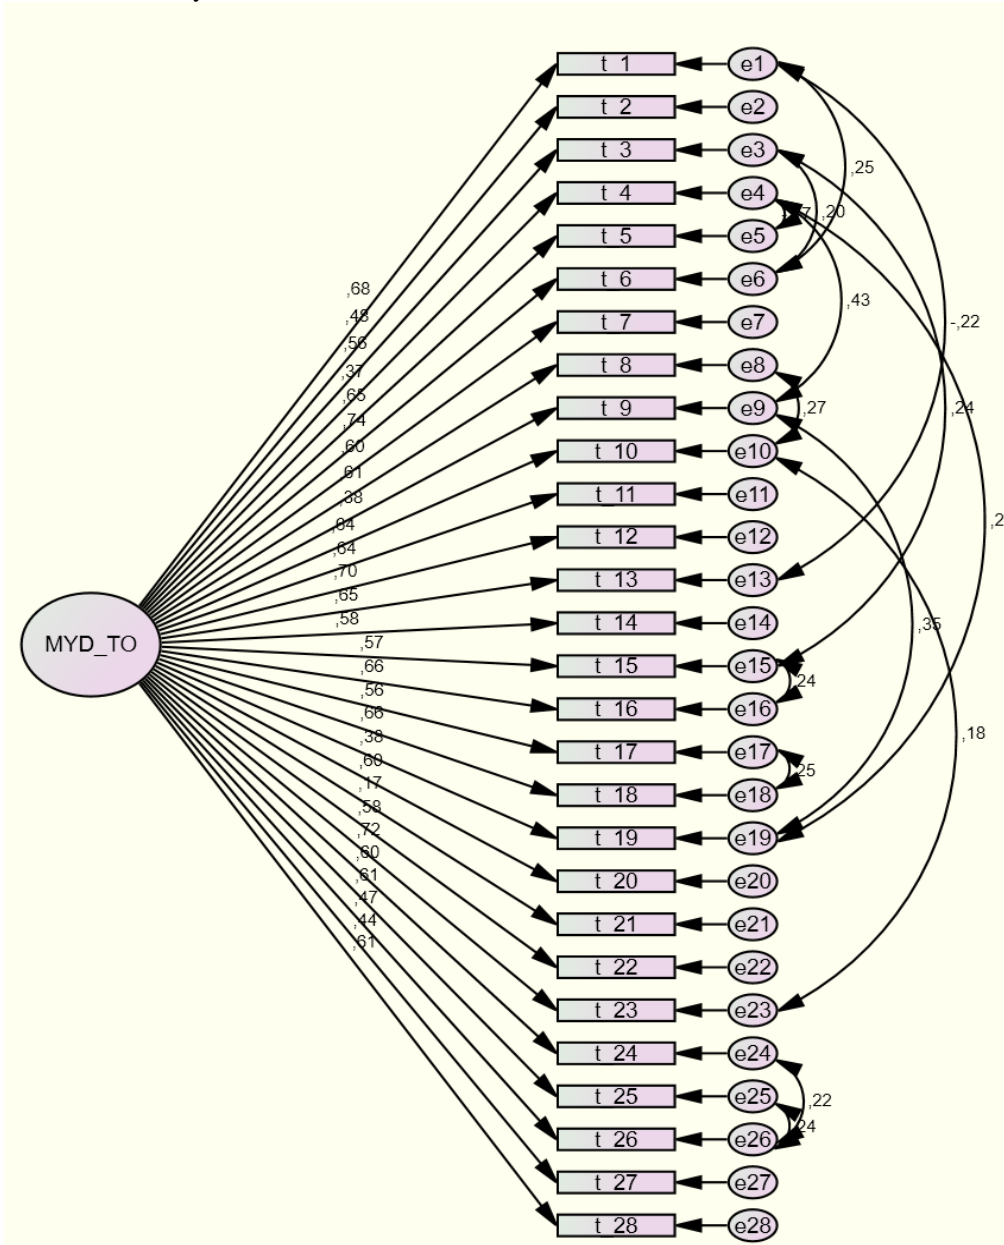 t_1 e1
t_2 e2
t_3 e3
t_4 e4
t_5 e5
t_6 e6
t_7 e7
t_8 e8
t_9 e9
t_10 e10
t_11 e11
t_12 e12
t_13 e13
t_14 e14
MYD_TO
t_15 e15
t_16 e16
t_17 e17
t_18 e18
t_19 e19
t_20 e20
t_21 e21
t_22 e22
t_23 e23
t_24 e24
t_25 e25
t_26 e26
t_27 e27
t_28 e28
,68
,48
,56
,37
,65
,74
,60
,61
,38
,64
,64
,70
,65
,58
,57
,66
,56
,66
,38
,60
,17
,58
,72
,60
,61
,47
,44
,61
,25
,20
,43
-,22
,27
,24
,35
,24
,18
,25
,22
,24